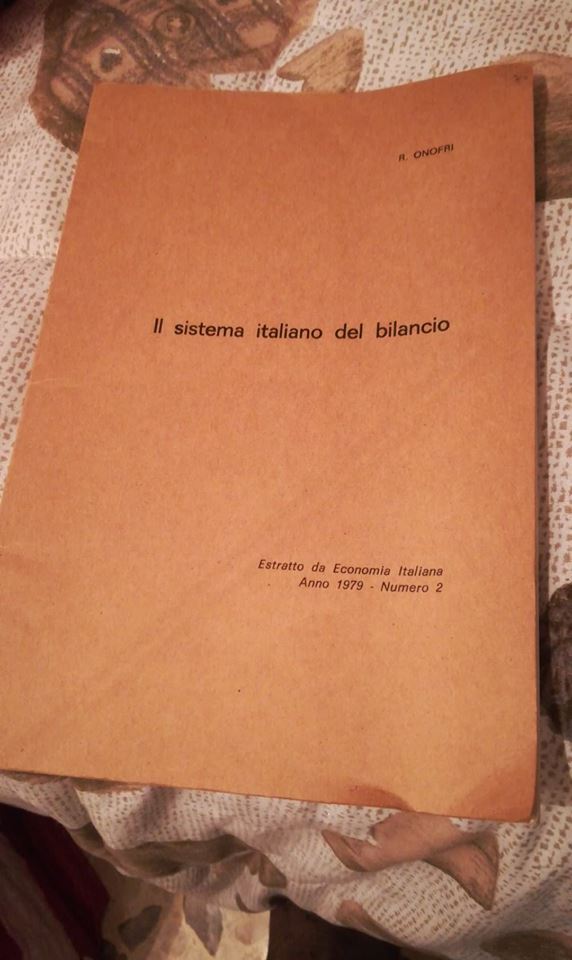 R. ONOFRI
Il sistema italiano del bilancio
Estratto da Economia Italiana
Anno 1979 - Numero 2